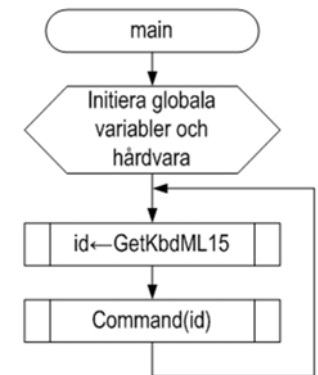 main
Initiera globala
variabler och
hårdvara
id←GetKbdML15
Command(id)